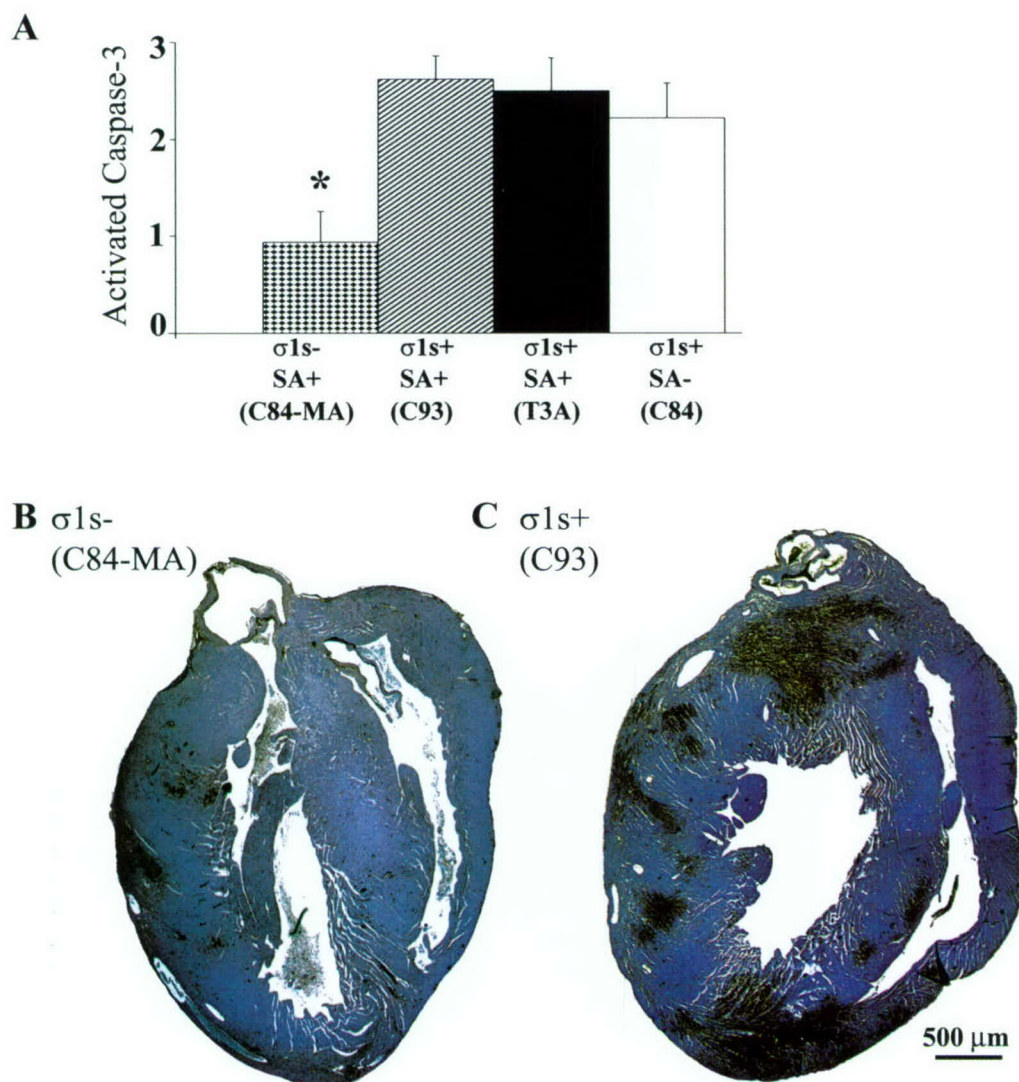 A
Activated Caspase-3
3
2
1
0
*
σ1s- σ1s+ σ1s+ σ1s+
SA+ SA+ SA+ SA-
(C84-MA) (C93) (T3A) (C84)
B σ1s-
(C84-MA)
C σ1s+
(C93)
500 μm